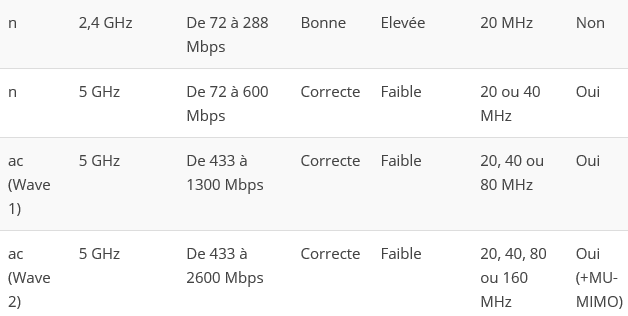 n 2,4 GHz De 72 à 288 Bonne Elevée 20 MHz Non
Mbps
n 5 GHz De 72 à 600 Correcte Faible 20 ou 40 Oui
Mbps MHz
ac 5 GHz De 433 à Correcte Faible 20, 40 ou Oui
(Wave 1300 Mbps 80 MHz
1)
ac 5 GHz De 433 à Correcte Faible 20, 40, 80 Oui
(Wave 2600 Mbps ou 160 (+MU-
2) MHz MIMO)